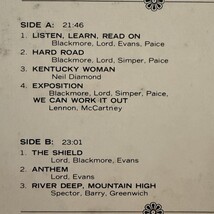 SIDE A: 21:46
1. LISTEN, LEARN, READ ON
Blackmore, Lord, Evans, Paice
2. HARD ROAD
Blackmore, Lord, Simper, Paice
3. KENTUCKY WOMAN
Neil Diamond
4. EXPOSITION
Blackmore, Lord, Simper, Paice
WE CAN WORK IT OUT
Lennon, McCartney
SIDE B: 23:01
1. THE SHIELD
Lord, Blackmore, Evans
2. ANTHEM
Lord, Evans
3. RIVER DEEP, MOUNTAIN HIGH
Spector, Barry, Greenwich